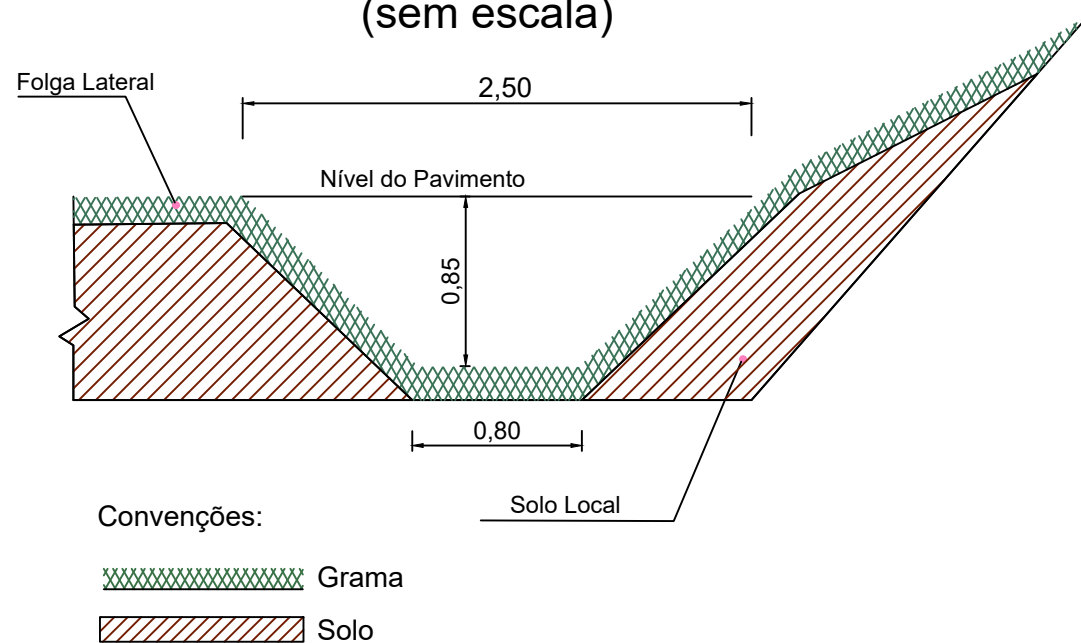 (sem escala)
Folga Lateral
2,50
Nível do Pavimento
0,85
0,80
Solo Local
Convenções:
Grama
Solo